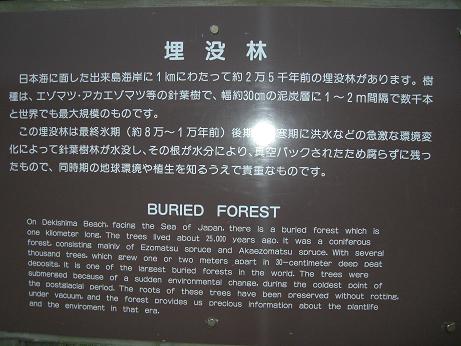 埋没林
日本海に面した出来島海岸に1kmにわたって約2万5千年前の埋没林があります。樹
種は、エゾマツ・アカエゾマツ等の針葉樹で、幅約30cmの泥炭層に1〜2m間隔で数千本
と世界でも最大規模のものです。
この埋没林は最終氷期（約8万〜1万年前）後期 寒期に洪水などの急激な環境変
化によって針葉樹林が水没し、その根が水分により、真空パックされたため腐らずに残っ
たもので、同時期の地球環境や植生を知るうえで貴重なものです。
BURIED FOREST
On Dekishima Beach, facing the Sea of Japan, there is a buried forest which is
one kilometer long. The trees lived about 25,000 years ago. It was a coniferous
forest, consisting mainly of Ezomatsu spruce and Akaezomatsu spruce. With several
thousand trees, which grew one or two meters apart in 30-centimeter deep peat
deposits, it is one of the largest buried forests in the world. The trees were
submerged because of a sudden environmental change, during the coldest point of
the postglacial period. The roots of these trees have been preserved without rotting,
under vacuum, and the forest provides us precious information about the plantlife
and the enviroment in that era.